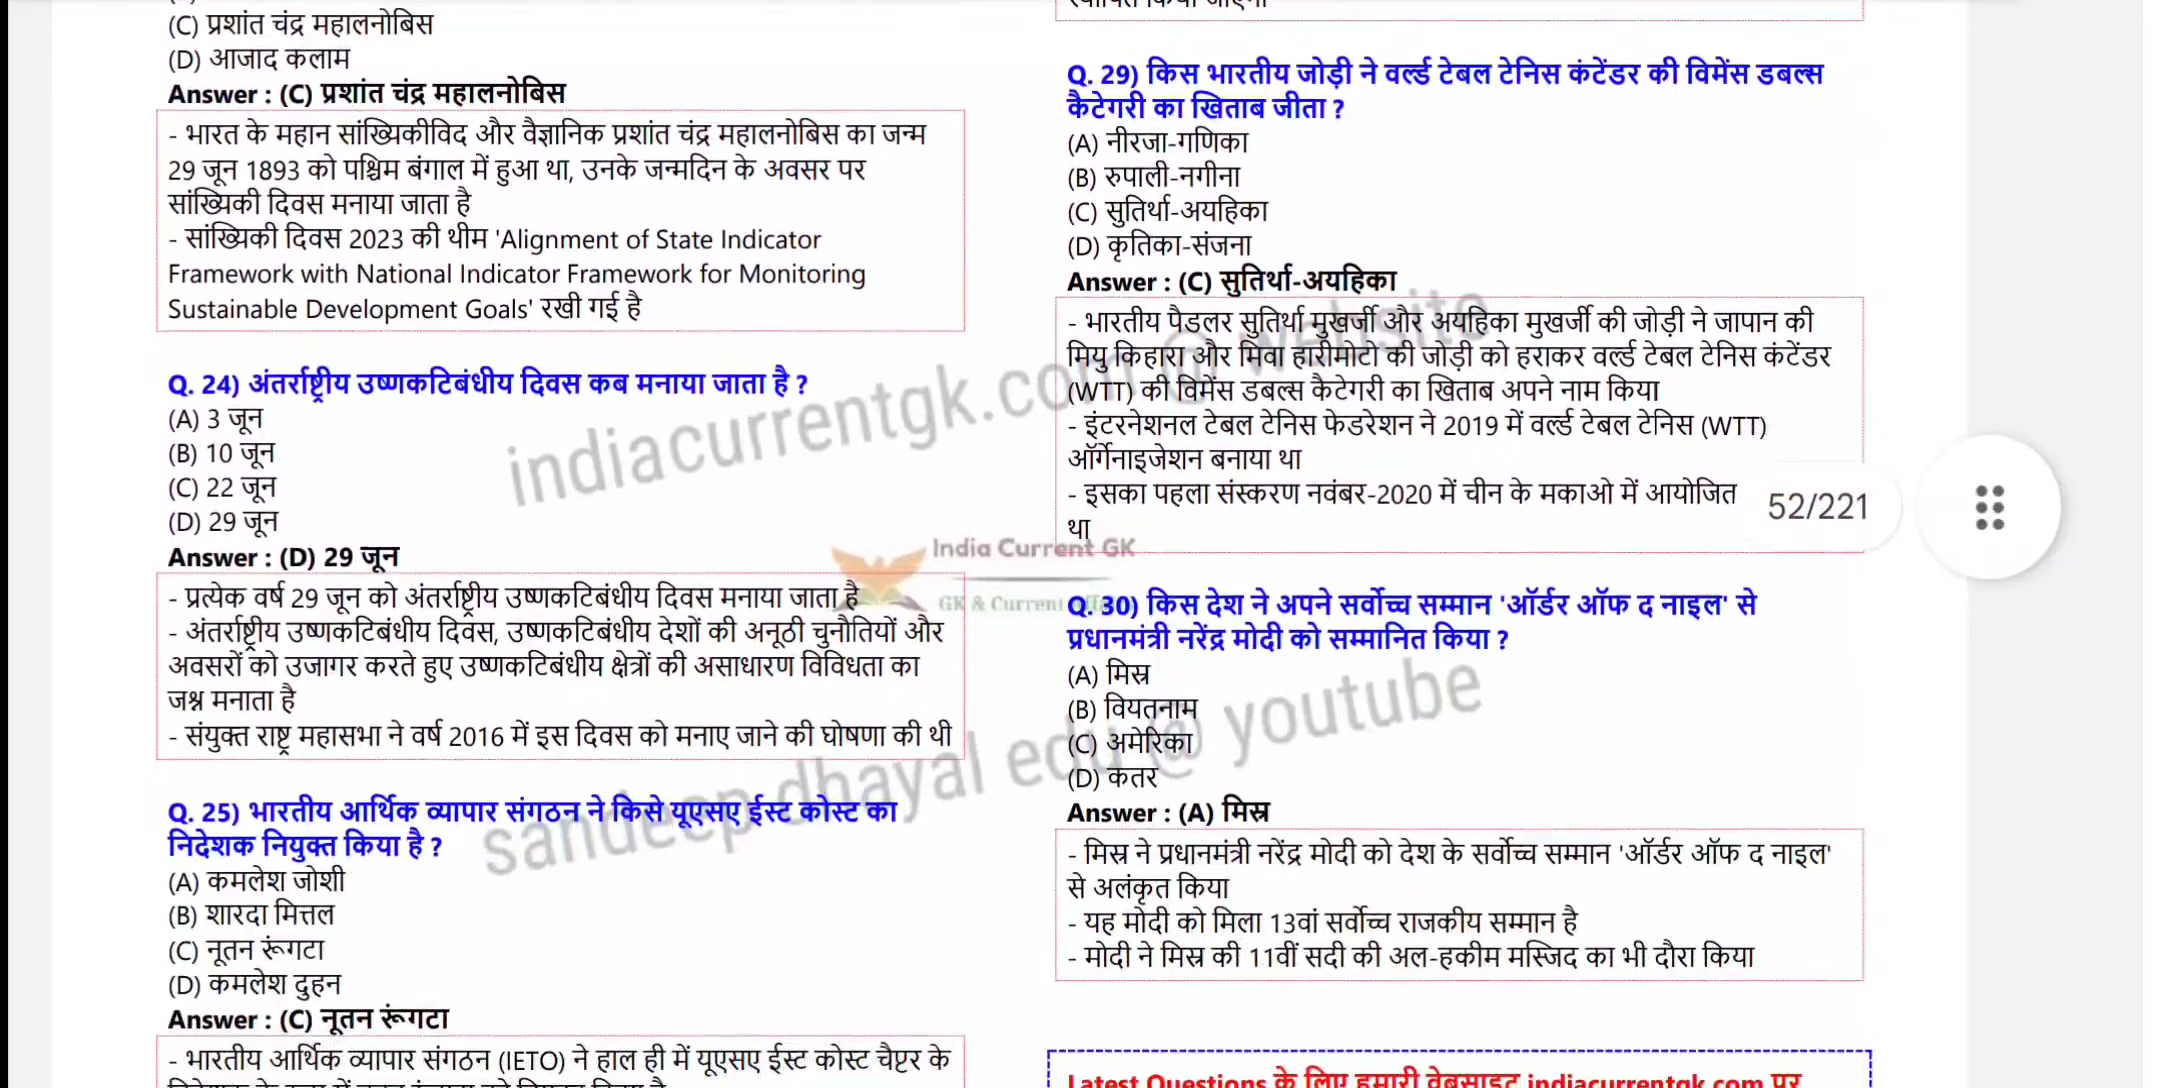 (C) प्रशांत चंद्र महालनोबिस
(D) आजाद कलाम
Answer : (C) प्रशांत चंद्र महालनोबिस
- भारत के महान सांख्यिकीविद और वैज्ञानिक प्रशांत चंद्र महालनोबिस का जन्म
29 जून 1893 को पश्चिम बंगाल में हुआ था, उनके जन्मदिन के अवसर पर
सांख्यिकी दिवस मनाया जाता है
- सांख्यिकी दिवस 2023 की थीम 'Alignment of State Indicator
Framework with National Indicator Framework for Monitoring
Sustainable Development Goals' रखी गई है
Q. 24) अंतर्राष्ट्रीय उष्णकटिबंधीय दिवस कब मनाया जाता है ?
(A) 3 जून
(B) 10 जून
(C) 22 जून
(D) 29 जून
Answer : (D) 29 जून
- प्रत्येक वर्ष 29 जून को अंतर्राष्ट्रीय उष्णकटिबंधीय दिवस मनाया जाता है
- अंतर्राष्ट्रीय उष्णकटिबंधीय दिवस, उष्णकटिबंधीय देशों की अनूठी चुनौतियों और
अवसरों को उजागर करते हुए उष्णकटिबंधीय क्षेत्रों की असाधारण विविधता का
जश्न मनाता है
- संयुक्त राष्ट्र महासभा ने वर्ष 2016 में इस दिवस को मनाए जाने की घोषणा की थी
Q. 25) भारतीय आर्थिक व्यापार संगठन ने किसे यूएसए ईस्ट कोस्ट का
निदेशक नियुक्त किया है ?
(A) कमलेश जोशी
(B) शारदा मित्तल
(C) नूतन रूंगटा
(D) कमलेश दुहन
Answer : (C) नूतन रूंगटा
- भारतीय आर्थिक व्यापार संगठन (IETO) ने हाल ही में यूएसए ईस्ट कोस्ट चैप्टर के
Q. 29) किस भारतीय जोड़ी ने वर्ल्ड टेबल टेनिस कंटेंडर की विमेंस डबल्स
कैटेगरी का खिताब जीता ?
(A) नीरजा-गणिका
(B) रुपाली-नगीना
(C) सुतिर्था-अयहिका
(D) कृतिका-संजना
Answer : (C) सुतिर्था-अयहिका
- भारतीय पैडलर सुतिर्था मुखर्जी और अयहिका मुखर्जी की जोड़ी ने जापान की
मियु किहारा और मिवा हारीमोटो की जोड़ी को हराकर वर्ल्ड टेबल टेनिस कंटेंडर
(WTT) की विमेंस डबल्स कैटेगरी का खिताब अपने नाम किया
- इंटरनेशनल टेबल टेनिस फेडरेशन ने 2019 में वर्ल्ड टेबल टेनिस (WTT)
ऑर्गेनाइजेशन बनाया था
- इसका पहला संस्करण नवंबर-2020 में चीन के मकाओ में आयोजित
था
52/221
Q. 30) किस देश ने अपने सर्वोच्च सम्मान 'ऑर्डर ऑफ द नाइल' से
प्रधानमंत्री नरेंद्र मोदी को सम्मानित किया ?
(A) मिस्र
(B) वियतनाम
(C) अमेरिका
(D) कतर
Answer : (A) मिस्र
- मिस्र ने प्रधानमंत्री नरेंद्र मोदी को देश के सर्वोच्च सम्मान 'ऑर्डर ऑफ द नाइल'
से अलंकृत किया
- यह मोदी को मिला 13वां सर्वोच्च राजकीय सम्मान है
- मोदी ने मिस्र की 11वीं सदी की अल-हकीम मस्जिद का भी दौरा किया
Latest Questions के लिए हमारी वेबसाइट indiacurrentgk.com पर
indiacurrentgk.com @ website
India Current GK
GK & Current
sandeep dhayal edu @ youtube